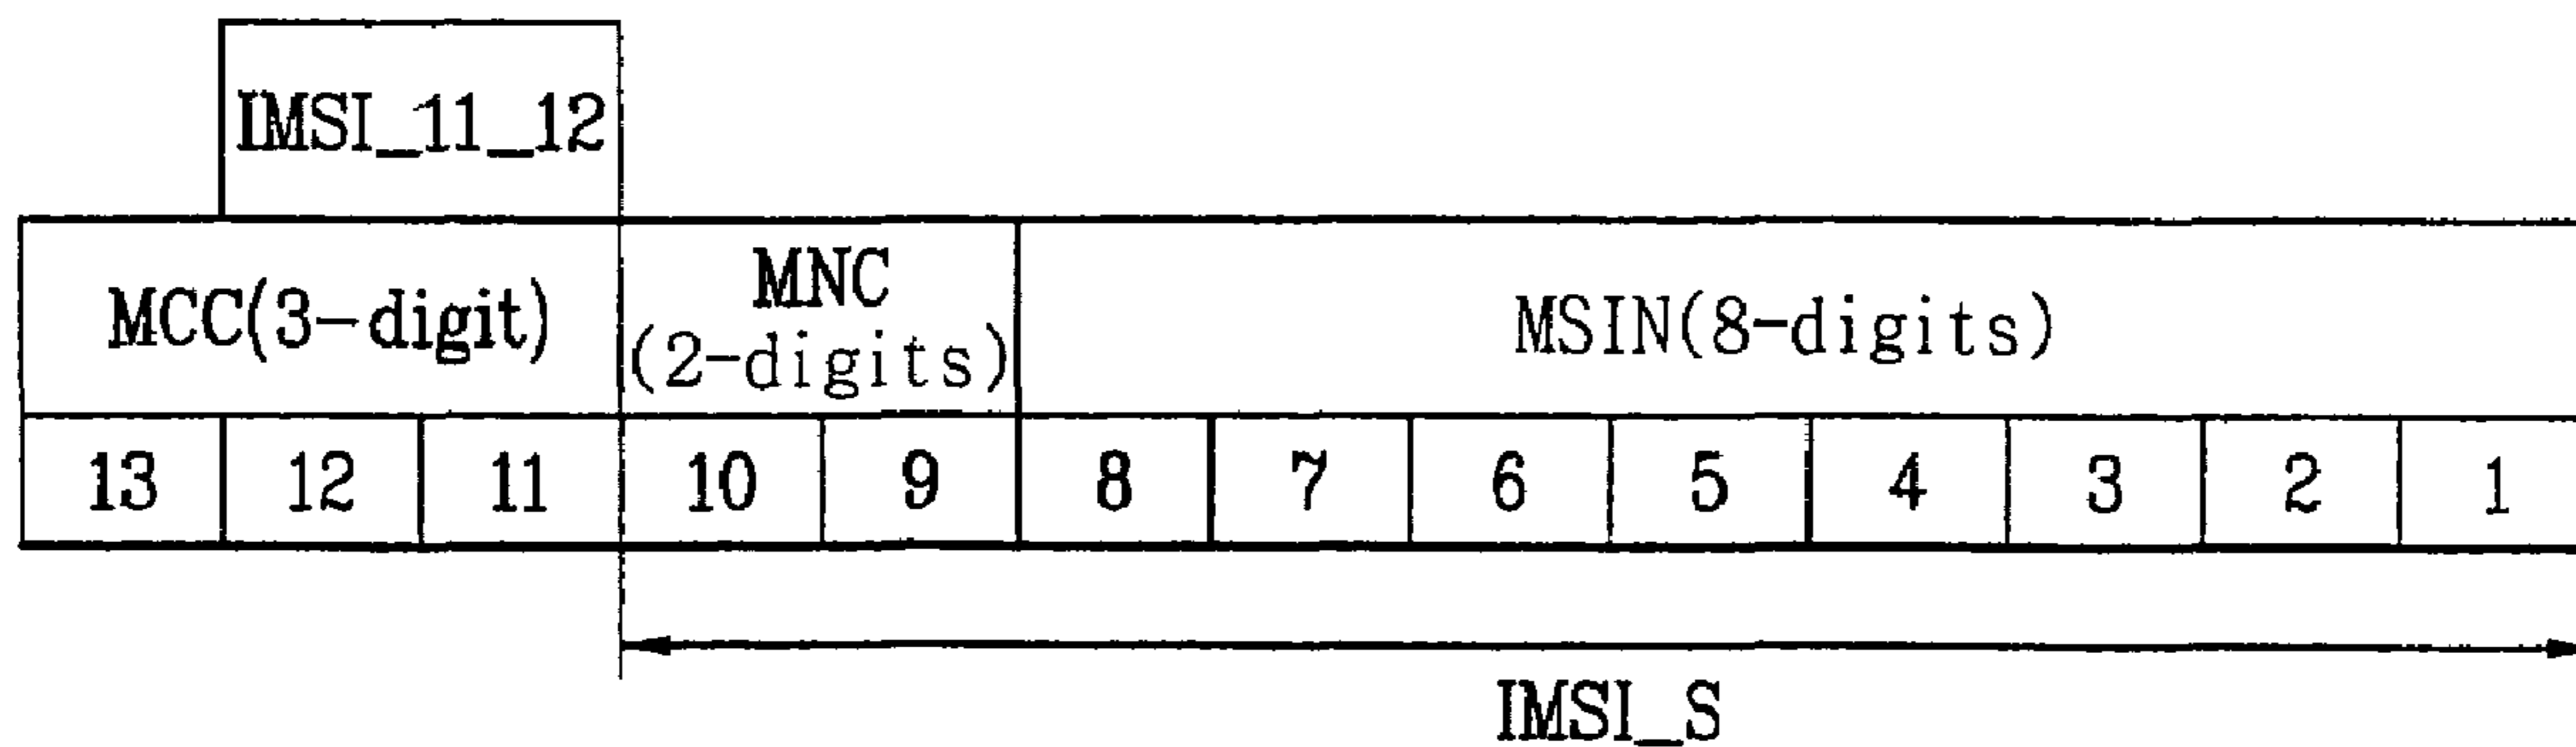 IMSI_11_12
MCC(3-digit)
MNC
(2-digits)
MSIN(8-digits)
13 12 11 10 9 8 7 6 5 4 3 2 1
IMSI_S